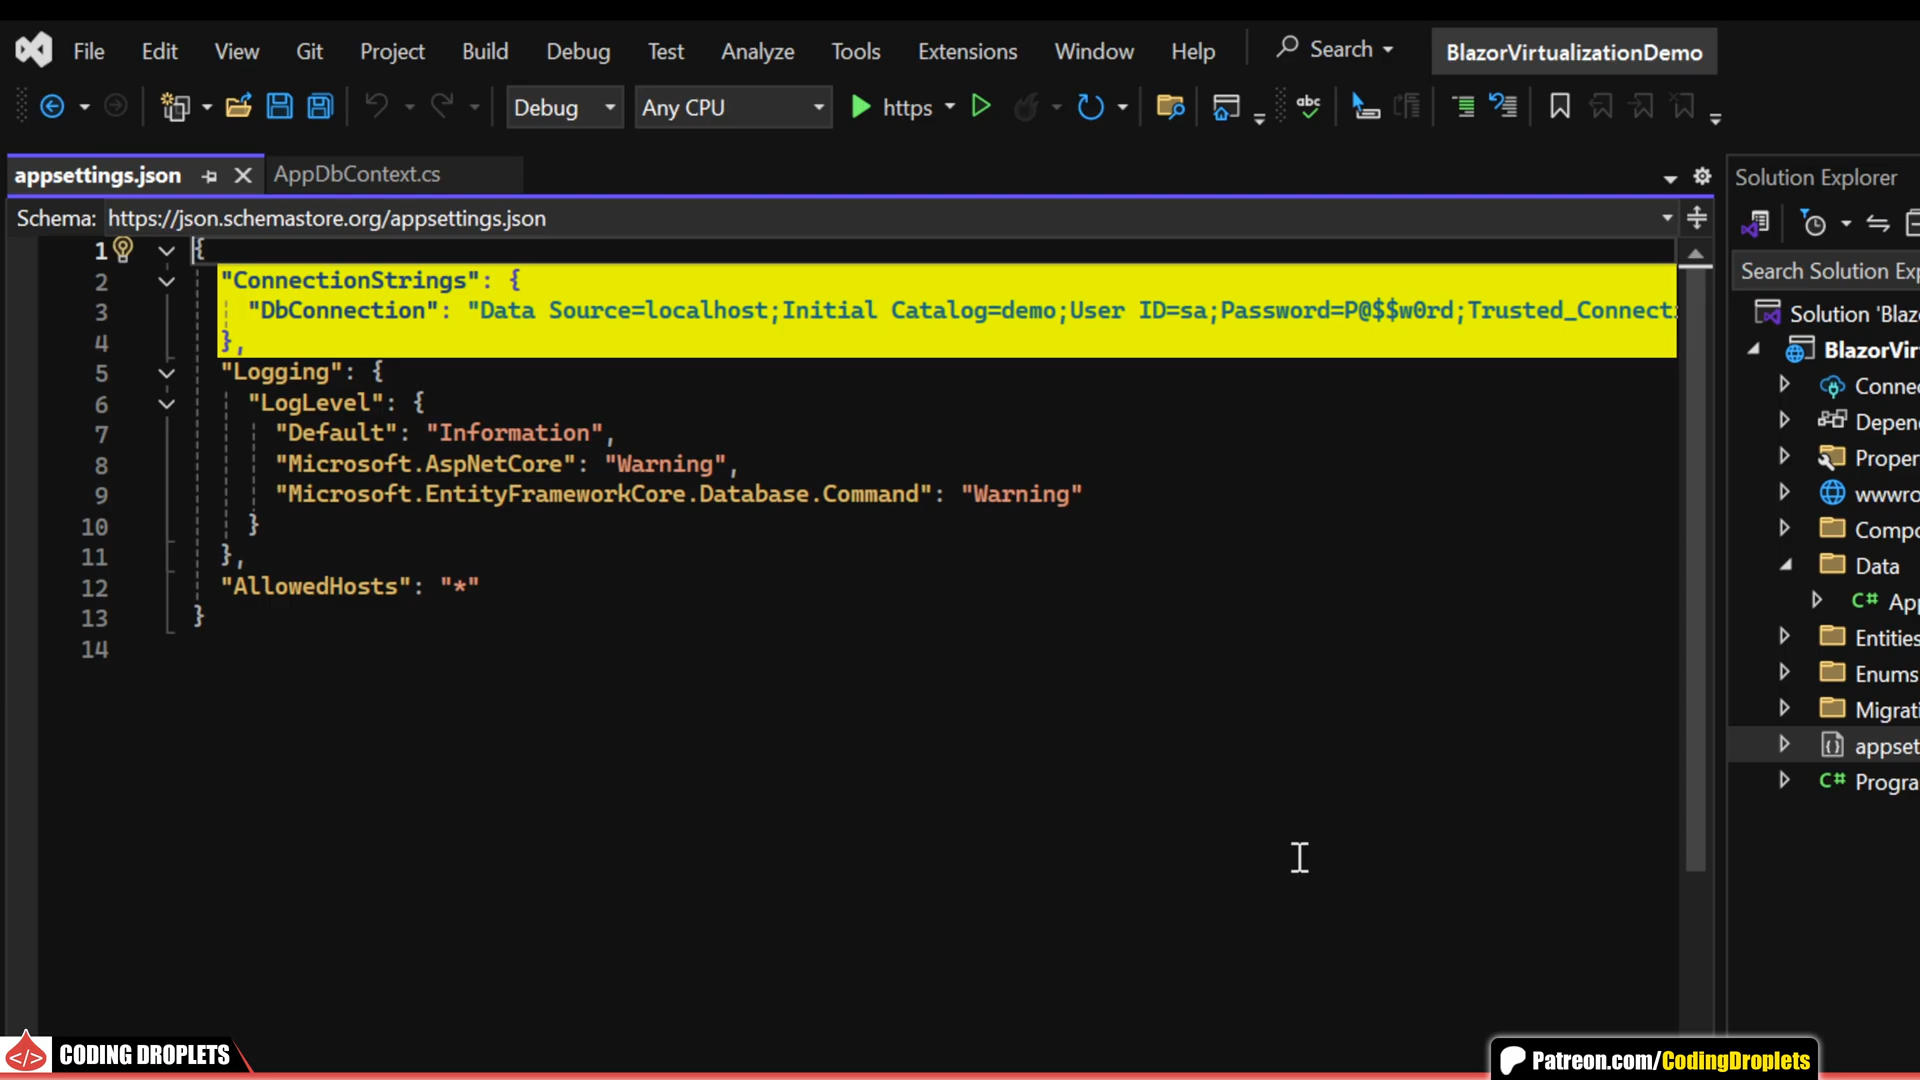 File Edit View Git Project Build Debug Test Analyze Tools Extensions Window Help Search BlazorVirtualizationDemo
Debug Any CPU https abc
appsettings.json AppDbContext.cs
Solution Explorer
Schema: https://json.schemastore.org/appsettings.json
Search Solution Exp
1 {
2 "ConnectionStrings": {
3 "DbConnection": "Data Source=localhost;Initial Catalog=demo;User ID=sa;Password=P@$$w0rd;Trusted_Connecti
4 },
5 "Logging": {
6 "LogLevel": {
7 "Default": "Information",
8 "Microsoft.AspNetCore": "Warning",
9 "Microsoft.EntityFrameworkCore.Database.Command": "Warning"
10 }
11 },
12 "AllowedHosts": "*"
13 }
14
Solution 'Blaz
BlazorVir
Connec
Depen
Proper
wwwro
Compo
Data
C# App
Entities
Enums
Migrati
appset
C# Progra
</> CODING DROPLETS
Patreon.com/CodingDroplets